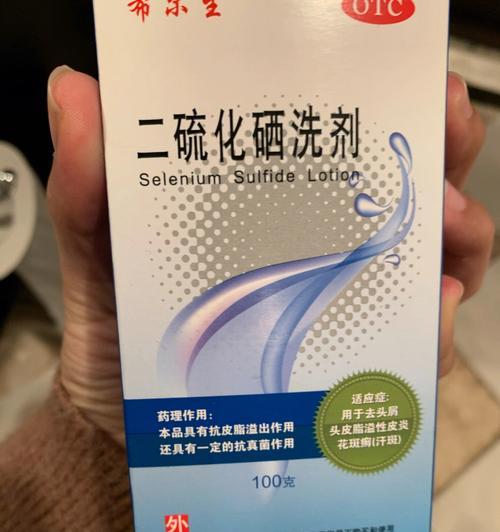 希尔生
OTC
二硫化硒洗剂
Selenium Sulfide Lotion
药理作用:
本品具有抗皮脂溢出作用
还具有一定的抗真菌作用
适应症:
用于去头屑
头皮脂溢性皮炎
花斑癣(汗斑)
100克
外